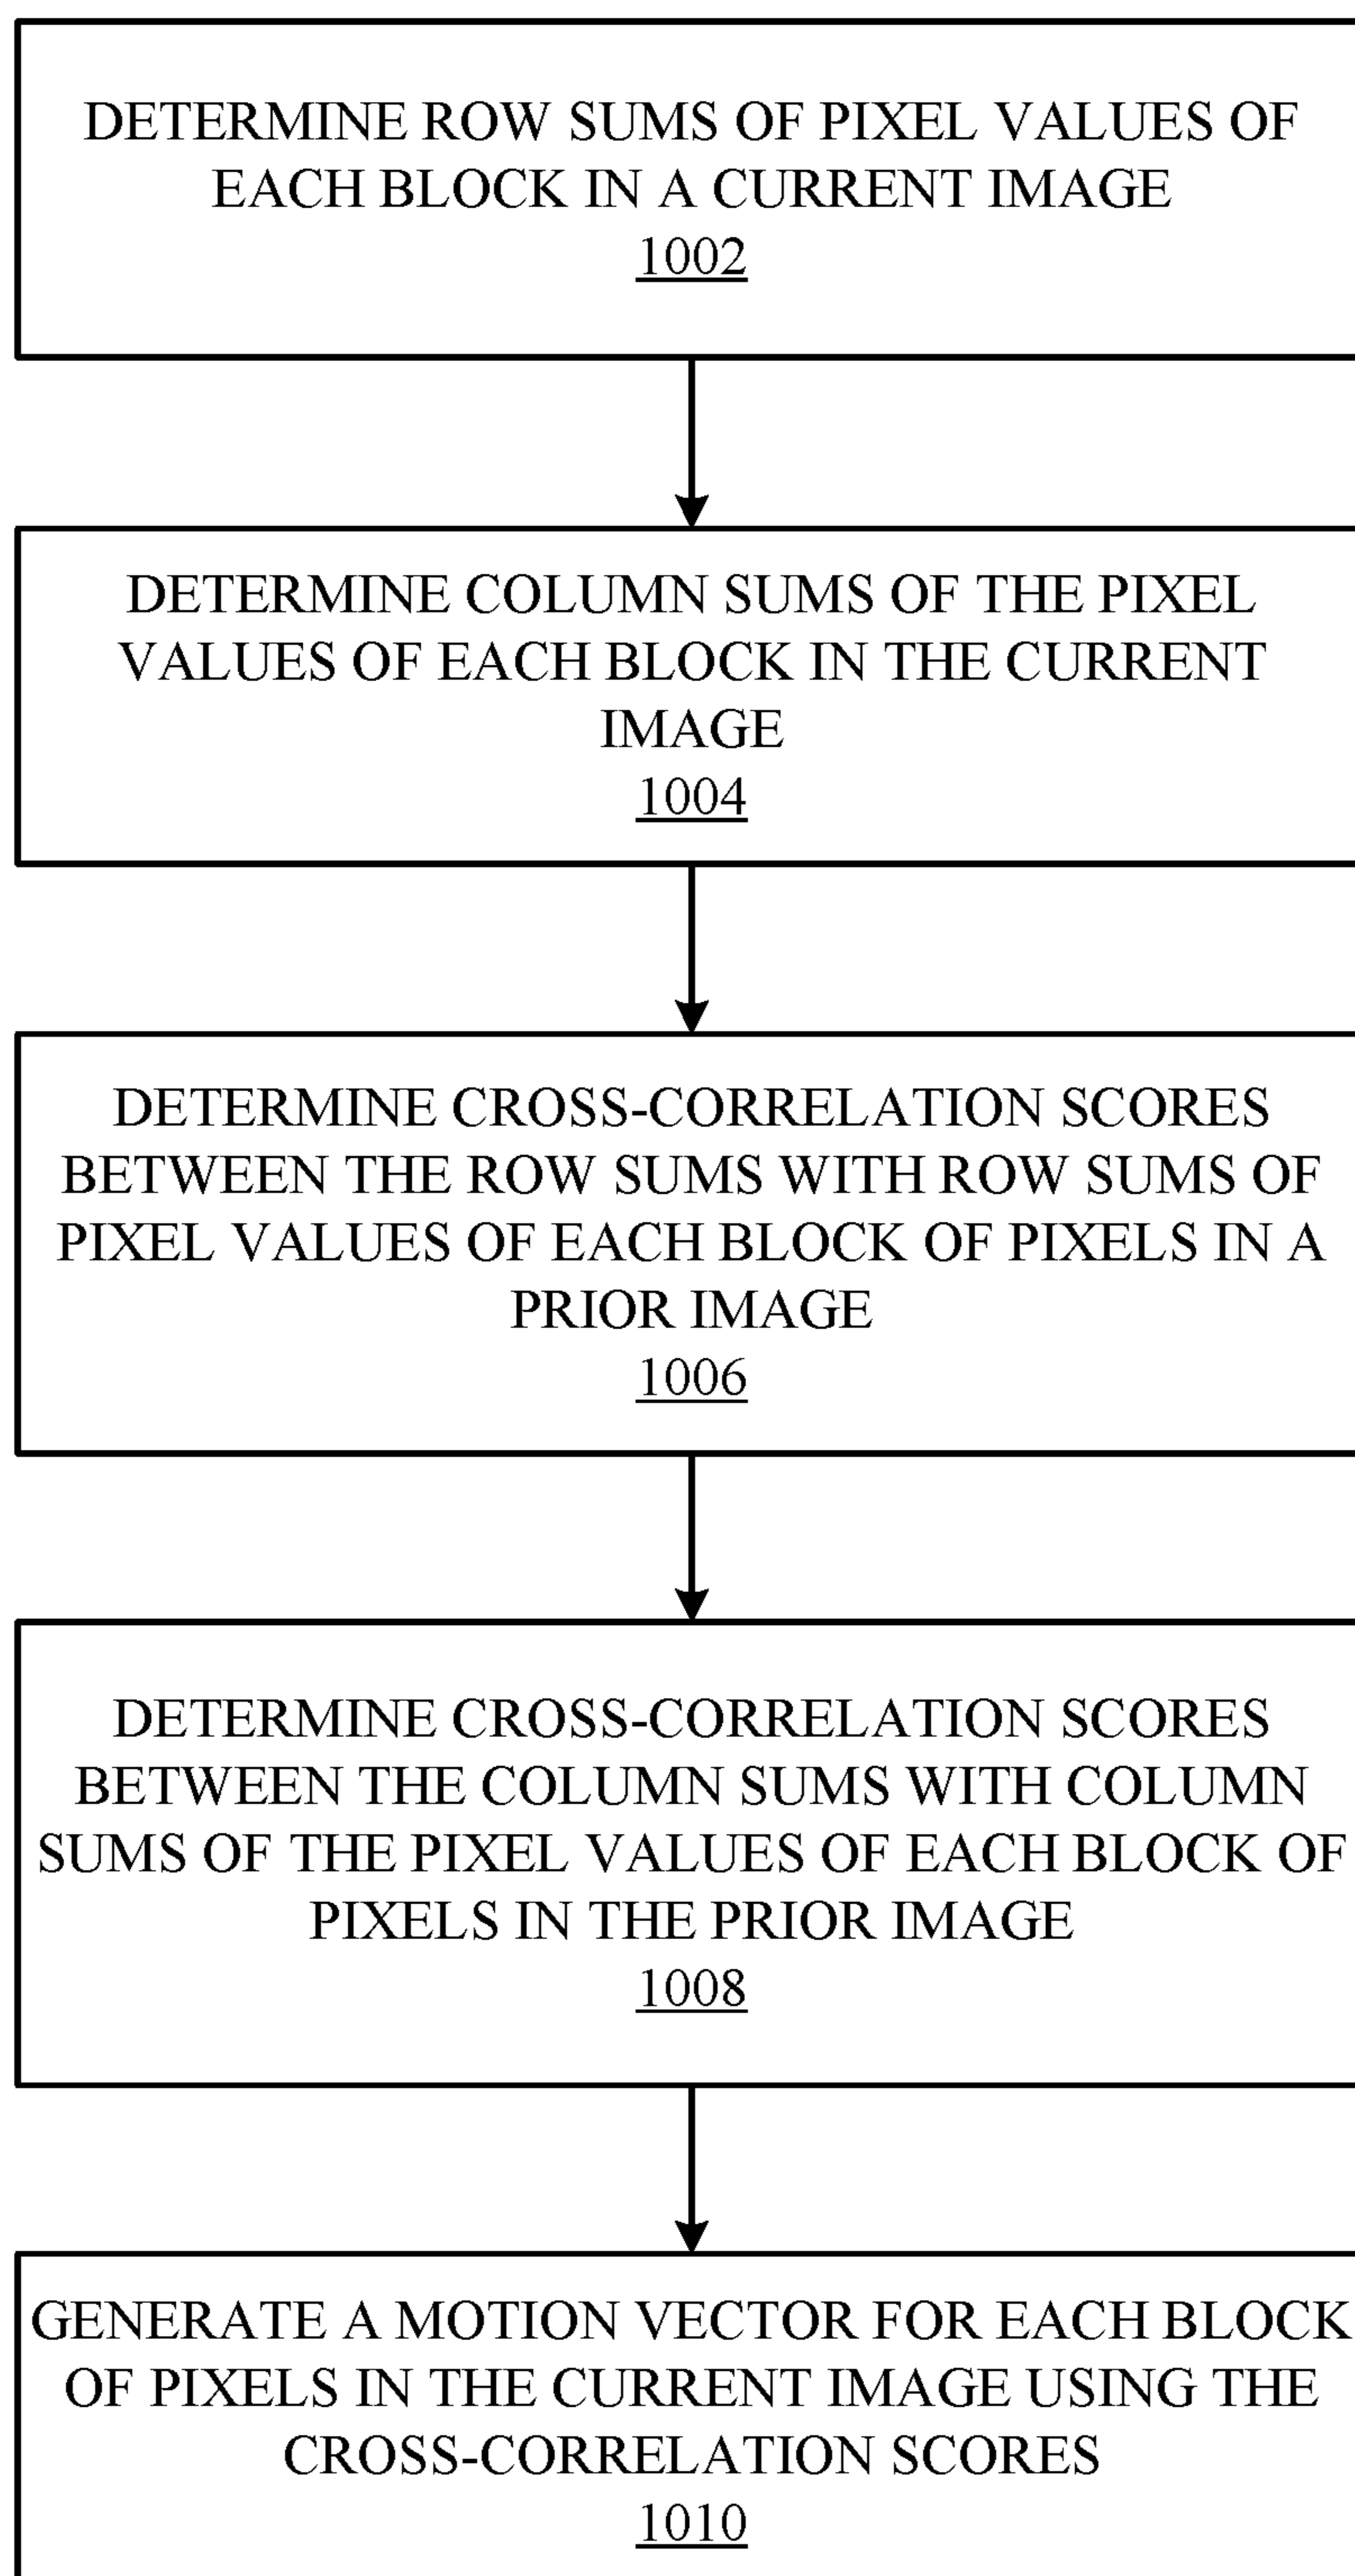 DETERMINE ROW SUMS OF PIXEL VALUES OF
EACH BLOCK IN A CURRENT IMAGE
1002
DETERMINE COLUMN SUMS OF THE PIXEL
VALUES OF EACH BLOCK IN THE CURRENT
IMAGE
1004
DETERMINE CROSS-CORRELATION SCORES
BETWEEN THE ROW SUMS WITH ROW SUMS OF
PIXEL VALUES OF EACH BLOCK OF PIXELS IN A
PRIOR IMAGE
1006
DETERMINE CROSS-CORRELATION SCORES
BETWEEN THE COLUMN SUMS WITH COLUMN
SUMS OF THE PIXEL VALUES OF EACH BLOCK OF
PIXELS IN THE PRIOR IMAGE
1008
GENERATE A MOTION VECTOR FOR EACH BLOCK
OF PIXELS IN THE CURRENT IMAGE USING THE
CROSS-CORRELATION SCORES
1010